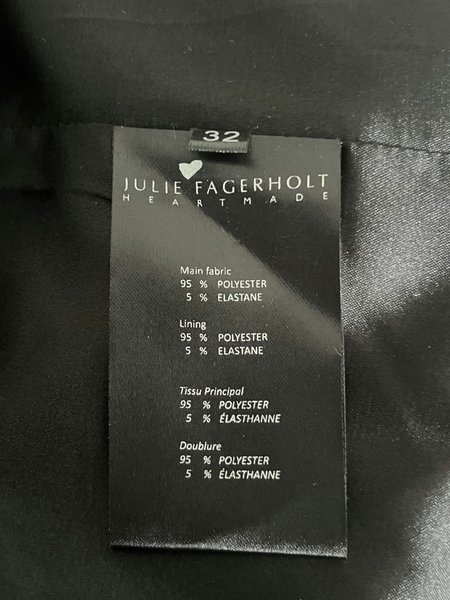 32
JULIE FAGERHOLT
HEARTMADE
Main fabric
95 % POLYESTER
5 % ELASTANE
Lining
95 % POLYESTER
5 % ELASTANE
Tissu Principal
95 % POLYESTER
5 % ÉLASTHANNE
Doublure
95 % POLYESTER
5 % ÉLASTHANNE